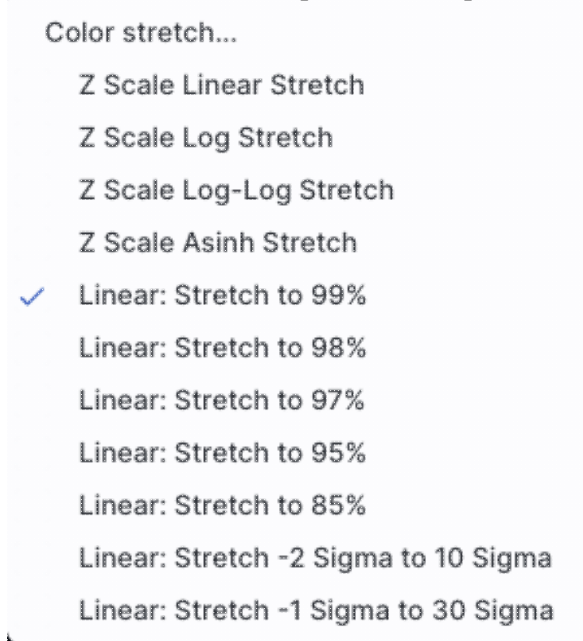 Color stretch...
Z Scale Linear Stretch
Z Scale Log Stretch
Z Scale Log-Log Stretch
Z Scale Asinh Stretch
Linear: Stretch to 99%
Linear: Stretch to 98%
Linear: Stretch to 97%
Linear: Stretch to 95%
Linear: Stretch to 85%
Linear: Stretch -2 Sigma to 10 Sigma
Linear: Stretch -1 Sigma to 30 Sigma